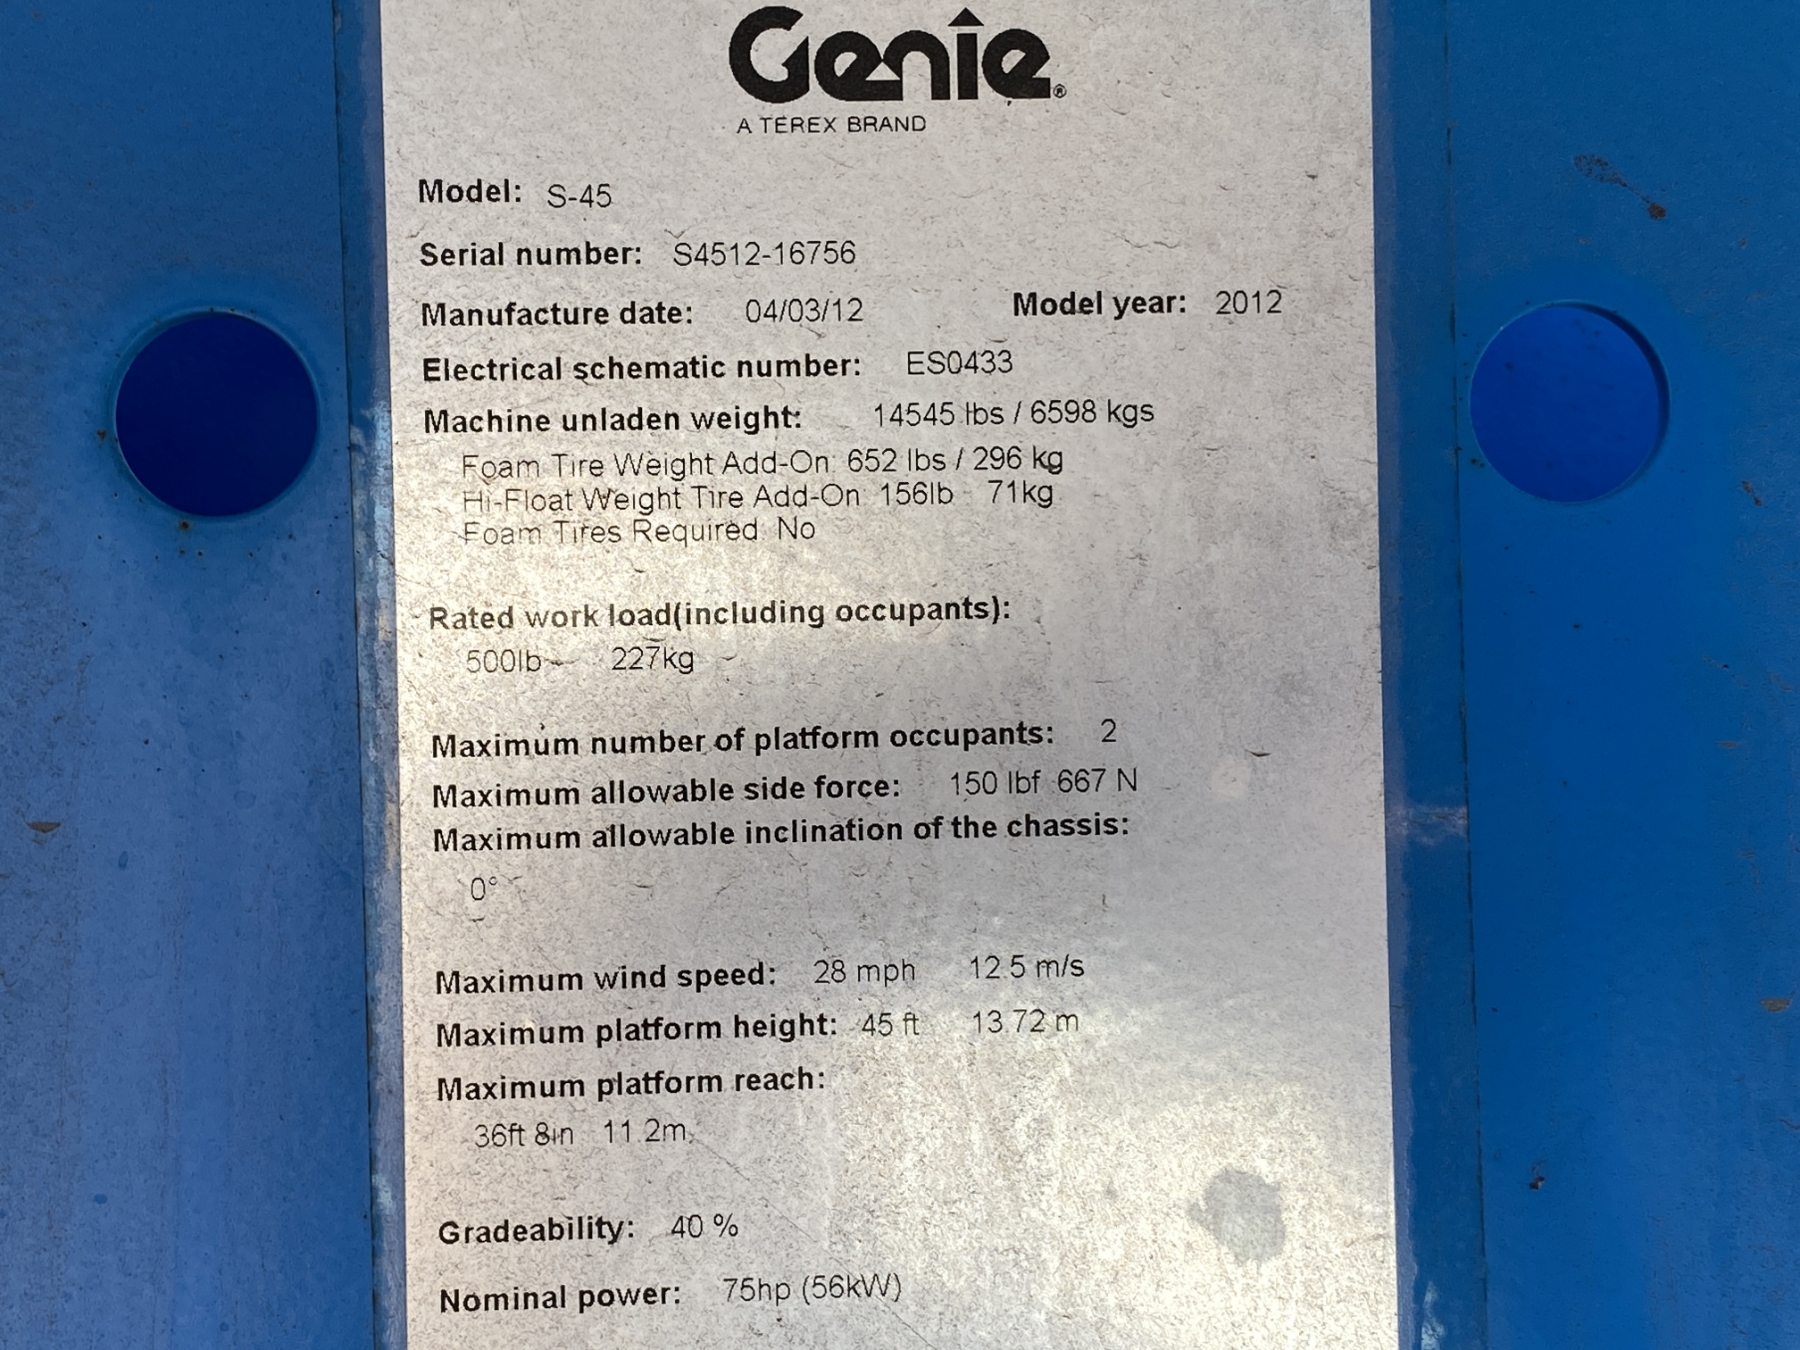 Genie®
A TEREX BRAND
Model: S-45
Serial number: S4512-16756
Manufacture date: 04/03/12 Model year: 2012
Electrical schematic number: ES0433
Machine unladen weight: 14545 lbs / 6598 kgs
Foam Tire Weight Add-On: 652 lbs / 296 kg
Hi-Float Weight Tire Add-On 156lb 71kg
Foam Tires Required No
Rated work load(including occupants):
500lb 227kg
Maximum number of platform occupants: 2
Maximum allowable side force: 150 lbf 667 N
Maximum allowable inclination of the chassis:
0°
Maximum wind speed: 28 mph 12.5 m/s
Maximum platform height: 45 ft 13.72 m
Maximum platform reach:
36ft 8in 11.2m
Gradeability: 40 %
Nominal power: 75hp (56kW)